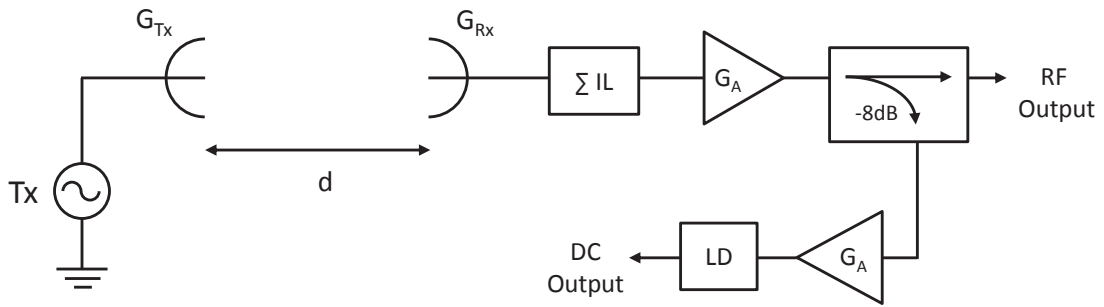 G_Tx
G_Rx
Σ IL
G_A
-8dB
RF
Output
Tx
d
DC
Output
LD
G_A